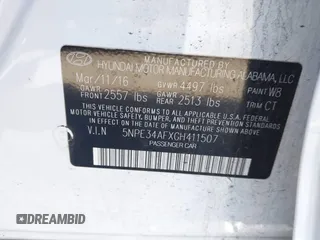 MANUFACTURED BY
HYUNDAI MOTOR MANUFACTURING ALABAMA, LLC
Mar/11/16 GVWR 4497 lbs PAINT W8
GAWR FRONT 2557 lbs GAWR REAR 2513 lbs TRIM CT
THIS VEHICLE CONFORMS TO ALL APPLICABLE U.S.A. FEDERAL
MOTOR VEHICLE SAFETY, BUMPER, AND THEFT PREVENTION
STANDARDS IN EFFECT ON THE DATE OF MANUFACTURE SHOWN ABOVE.
V.I.N 5NPE34AFXGH411507
PASSENGER CAR
DREAMBID